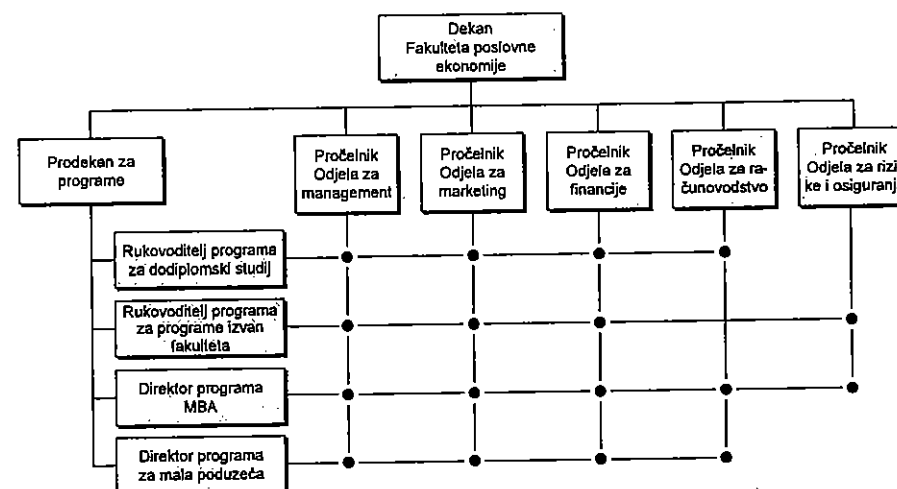 Dekan
Fakulteta poslovne
ekonomije
Prodekan za
programe
Pročelnik
Odjela za
management
Pročelnik
Odjela za
marketing
Pročelnik
Odjela za
financije
Pročelnik
Odjela za ra-
čunovodstvo
Pročelnik
Odjela za rizi
ke i osiguranj
Rukovoditelj programa
za dodiplomski studij
Rukovoditelj programa
za programe izvan
fakulteta
Direktor programa
MBA
Direktor programa
za mala poduzeća